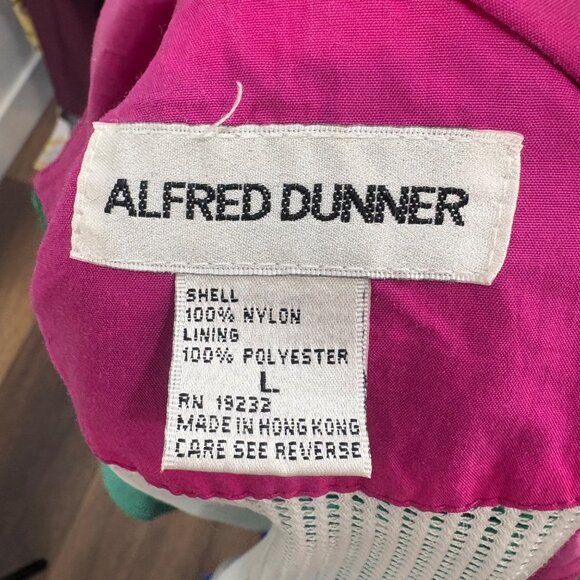 ALFRED DUNNER
SHELL
100% NYLON
LINING
100% POLYESTER
L
RN 19232
MADE IN HONG KONG
CARE SEE REVERSE